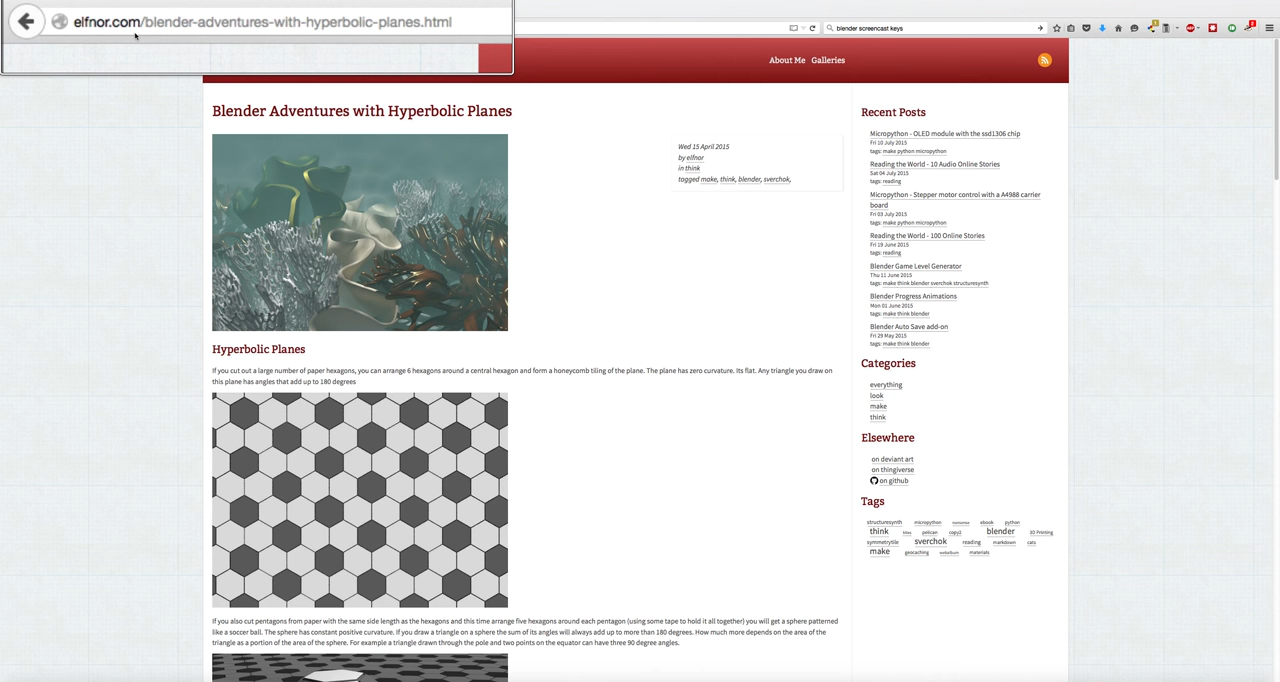 elfnor.com/blender-adventures-with-hyperbolic-planes.html
blender screencast keys
About Me Galleries
Blender Adventures with Hyperbolic Planes
Wed 15 April 2015
by elfnor
in think
tagged make, think, blender, sverchok,
Hyperbolic Planes
If you cut out a large number of paper hexagons, you can arrange 6 hexagons around a central hexagon and form a honeycomb tiling of the plane. The plane has zero curvature. Its flat. Any triangle you draw on
this plane has angles that add up to 180 degrees
If you also cut pentagons from paper with the same side length as the hexagons and this time arrange five hexagons around each pentagon (using some tape to hold it all together) you will get a sphere patterned
like a soccer ball. The sphere has constant positive curvature. If you draw a triangle on a sphere the sum of its angles will always add up to more than 180 degrees. How much more depends on the area of the
triangle as a portion of the area of the sphere. For example a triangle drawn through the pole and two points on the equator can have three 90 degree angles.
Recent Posts
Micropython - OLED module with the ssd1306 chip
Fri 10 July 2015
tags: make python micropython
Reading the World - 10 Audio Online Stories
Sat 04 July 2015
tags: reading
Micropython - Stepper motor control with a A4988 carrier
board
Fri 03 July 2015
tags: make python micropython
Reading the World - 100 Online Stories
Fri 19 June 2015
tags: reading
Blender Game Level Generator
Thu 11 June 2015
tags: make think blender sverchok structuresynth
Blender Progress Animations
Mon 01 June 2015
tags: make think blender
Blender Auto Save add-on
Fri 29 May 2015
tags: make think blender
Categories
everything
look
make
think
Elsewhere
on deviant art
on thingiverse
on github
Tags
structuresynth micropython nonsense ebook python
think pelican copy2 blender 3D Printing
symmetrytile sverchok reading markdown cats
make geocaching materials